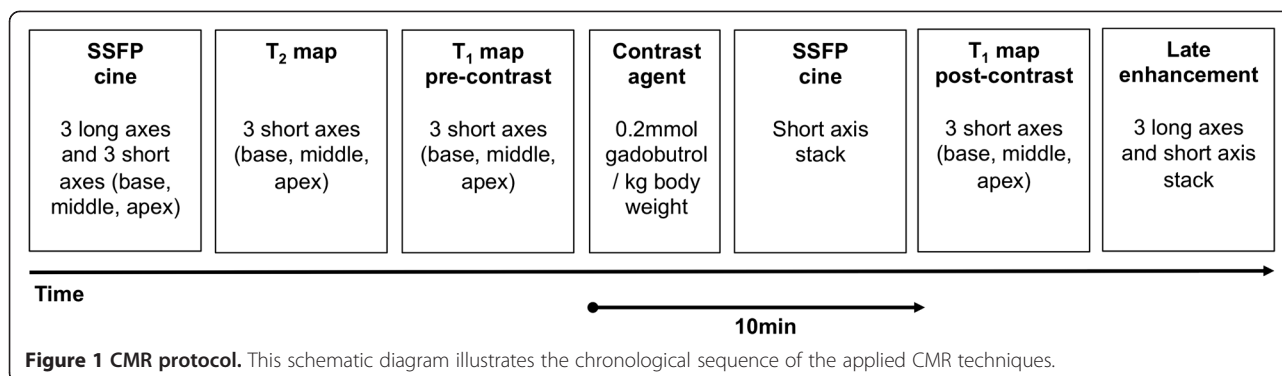 SSFP
cine
3 long axes
and 3 short
axes (base,
middle, apex)
T2 map
3 short axes
(base, middle,
apex)
T1 map
pre-contrast
3 short axes
(base, middle,
apex)
Contrast
agent
0.2mmol
gadobutrol
/ kg body
weight
SSFP
cine
Short axis
stack
T1 map
post-contrast
3 short axes
(base, middle,
apex)
Late
enhancement
3 long axes
and short axis
stack
Time
10min
Figure 1 CMR protocol. This schematic diagram illustrates the chronological sequence of the applied CMR techniques.